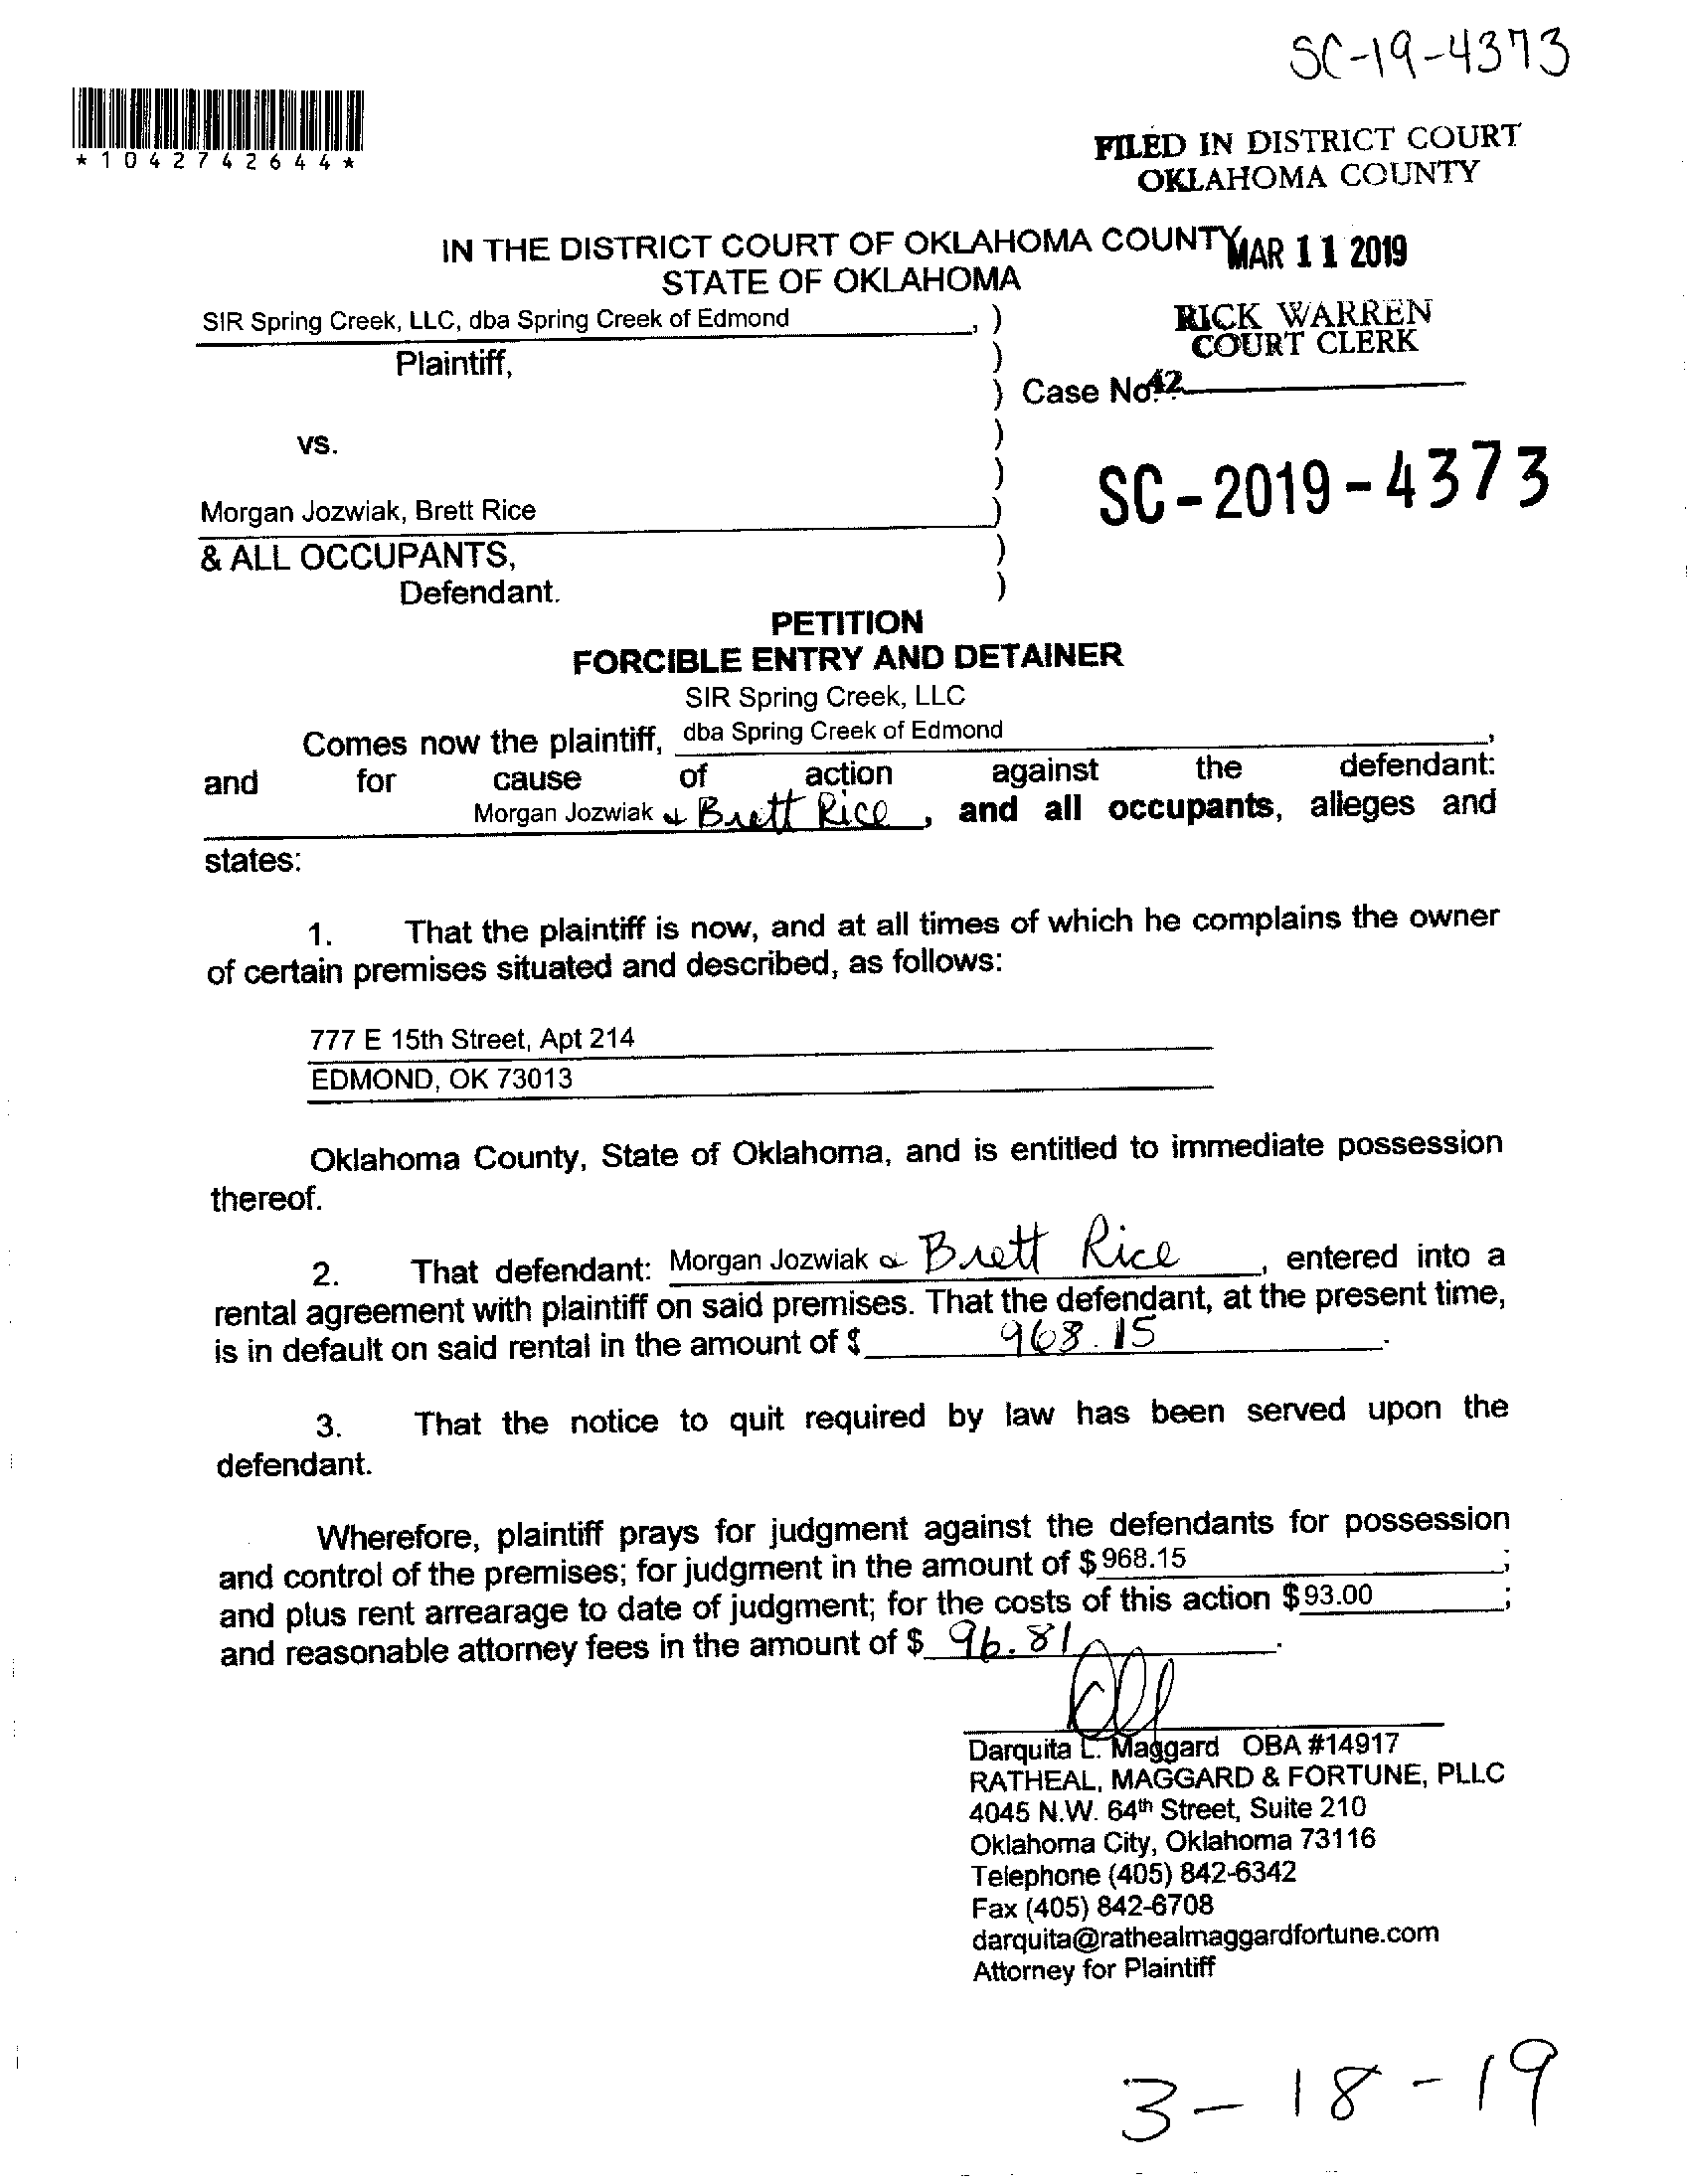 SC-19-4373
*1042742644*
FILED IN DISTRICT COURT
OKLAHOMA COUNTY
IN THE DISTRICT COURT OF OKLAHOMA COUNTY MAR 11 2019
STATE OF OKLAHOMA
SIR Spring Creek, LLC, dba Spring Creek of Edmond , )
RICK WARREN
COURT CLERK
Plaintiff, )
) Case No.: 42
vs. )
)
SC-2019-4373
Morgan Jozwiak, Brett Rice )
& ALL OCCUPANTS, )
Defendant. )
PETITION
FORCIBLE ENTRY AND DETAINER
SIR Spring Creek, LLC
Comes now the plaintiff, dba Spring Creek of Edmond ,
and for cause of action against the defendant:
Morgan Jozwiak & Brett Rice , and all occupants, alleges and
states:
1. That the plaintiff is now, and at all times of which he complains the owner
of certain premises situated and described, as follows:
777 E 15th Street, Apt 214
EDMOND, OK 73013
Oklahoma County, State of Oklahoma, and is entitled to immediate possession
thereof.
2. That defendant: Morgan Jozwiak & Brett Rice , entered into a
rental agreement with plaintiff on said premises. That the defendant, at the present time,
is in default on said rental in the amount of $ 968.15 .
3. That the notice to quit required by law has been served upon the
defendant.
Wherefore, plaintiff prays for judgment against the defendants for possession
and control of the premises; for judgment in the amount of $ 968.15 ;
and plus rent arrearage to date of judgment; for the costs of this action $ 93.00 ;
and reasonable attorney fees in the amount of $ 96.81 .
Darquita L. Maggard OBA #14917
RATHEAL, MAGGARD & FORTUNE, PLLC
4045 N.W. 64th Street, Suite 210
Oklahoma City, Oklahoma 73116
Telephone (405) 842-6342
Fax (405) 842-6708
darquita@rathealmaggardfortune.com
Attorney for Plaintiff
3-18-19